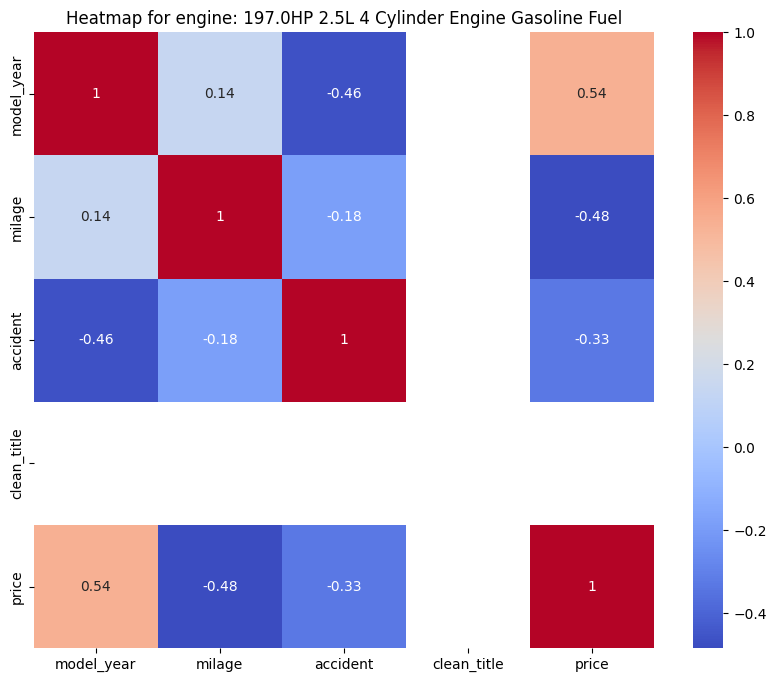 Heatmap for engine: 197.0HP 2.5L 4 Cylinder Engine Gasoline Fuel
model_year
1
0.14
-0.46
0.54
milage
0.14
1
-0.18
-0.48
accident
-0.46
-0.18
1
-0.33
clean_title
price
0.54
-0.48
-0.33
1
model_year
milage
accident
clean_title
price
1.0
0.8
0.6
0.4
0.2
0.0
−0.2
−0.4